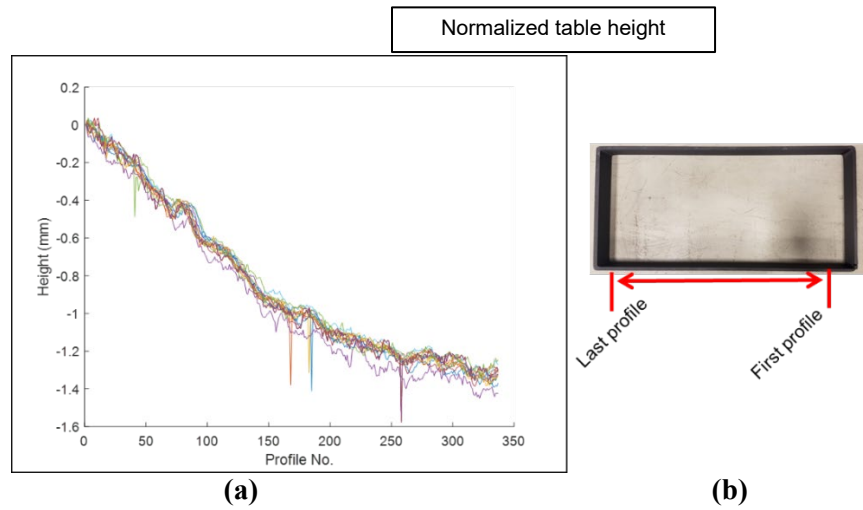 Normalized table height
0.2
0
-0.2
-0.4
-0.6
-0.8
-1
-1.2
-1.4
-1.6
Height (mm)
0 50 100 150 200 250 300 350
Profile No.
Last profile
First profile
(a)
(b)